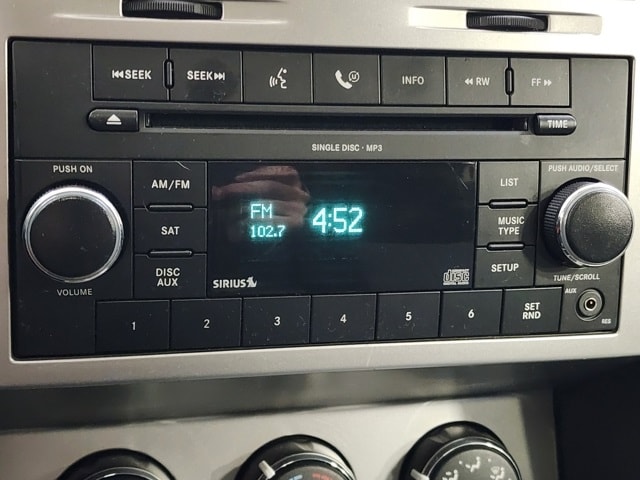 SEEK SEEK INFO RW FF
TIME
SINGLE DISC · MP3
PUSH ON
VOLUME
AM/FM
SAT
DISC
AUX
FM
102.7
4:52
SIRIUS
disc
LIST
MUSIC
TYPE
SETUP
PUSH AUDIO/SELECT
TUNE/SCROLL
AUX
RES
1 2 3 4 5 6 SET
RND